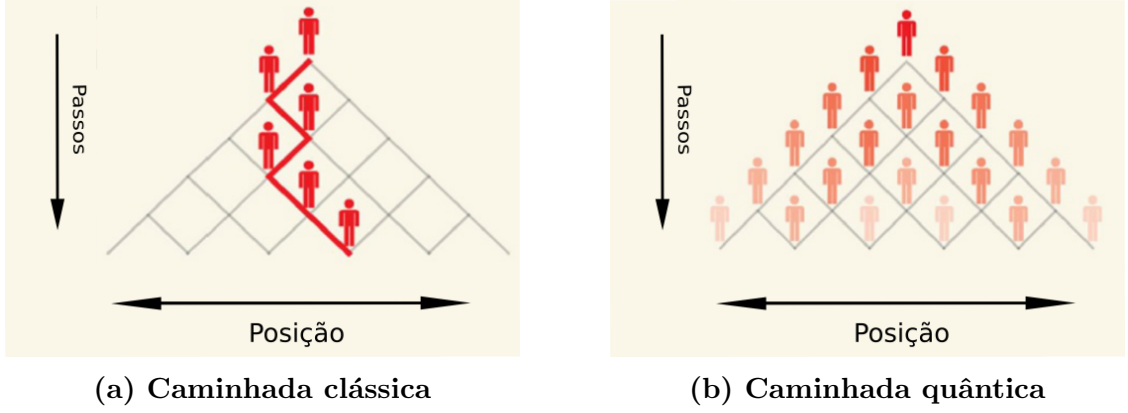 Passos
Posição
(a) Caminhada clássica
Passos
Posição
(b) Caminhada quântica